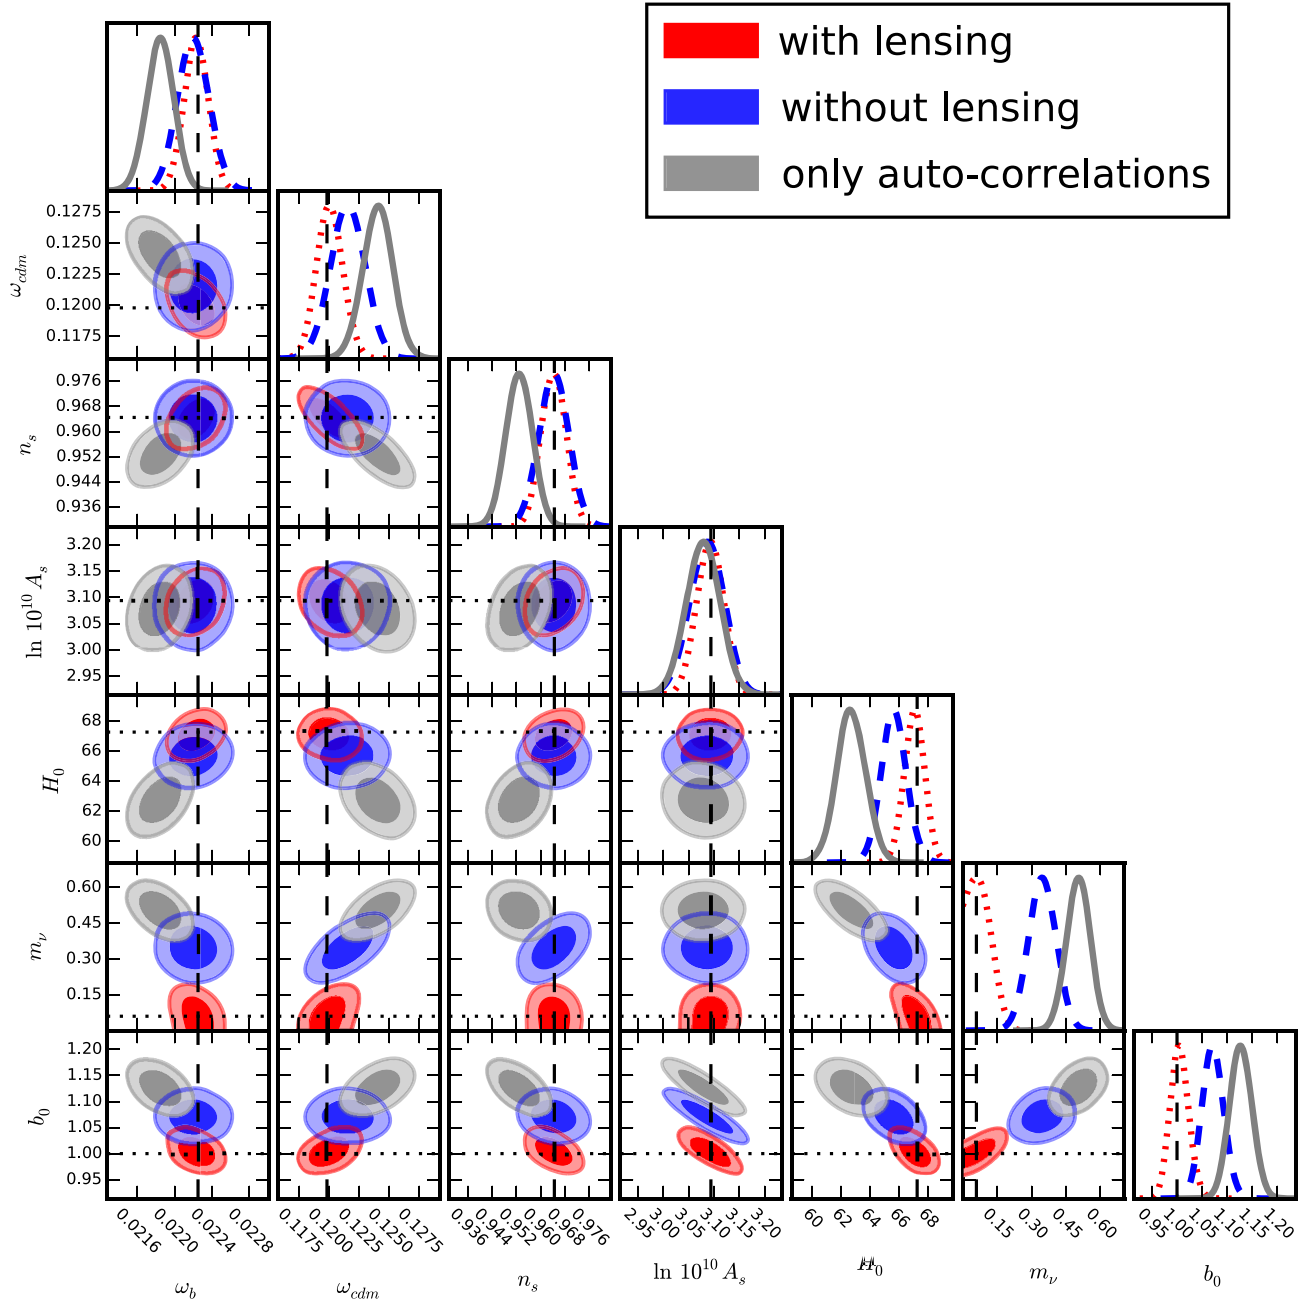 with lensing
without lensing
only auto-correlations
0.1275
0.1250
0.1225
0.1200
0.1175
ω_cdm
0.976
0.968
0.960
0.952
0.944
0.936
n_s
3.20
3.15
3.10
3.05
3.00
2.95
ln 10^10 A_s
68
66
64
62
60
H_0
0.60
0.45
0.30
0.15
m_ν
1.20
1.15
1.10
1.05
1.00
0.95
b_0
0.0216 0.0220 0.0224 0.0228
0.1175 0.1200 0.1225 0.1250 0.1275
0.936 0.944 0.952 0.960 0.968 0.976
2.95 3.00 3.05 3.10 3.15 3.20
60 62 64 66 68
0.15 0.30 0.45 0.60
0.95 1.00 1.05 1.10 1.15 1.20
ω_b ω_cdm n_s ln 10^10 A_s H_0 m_ν b_0